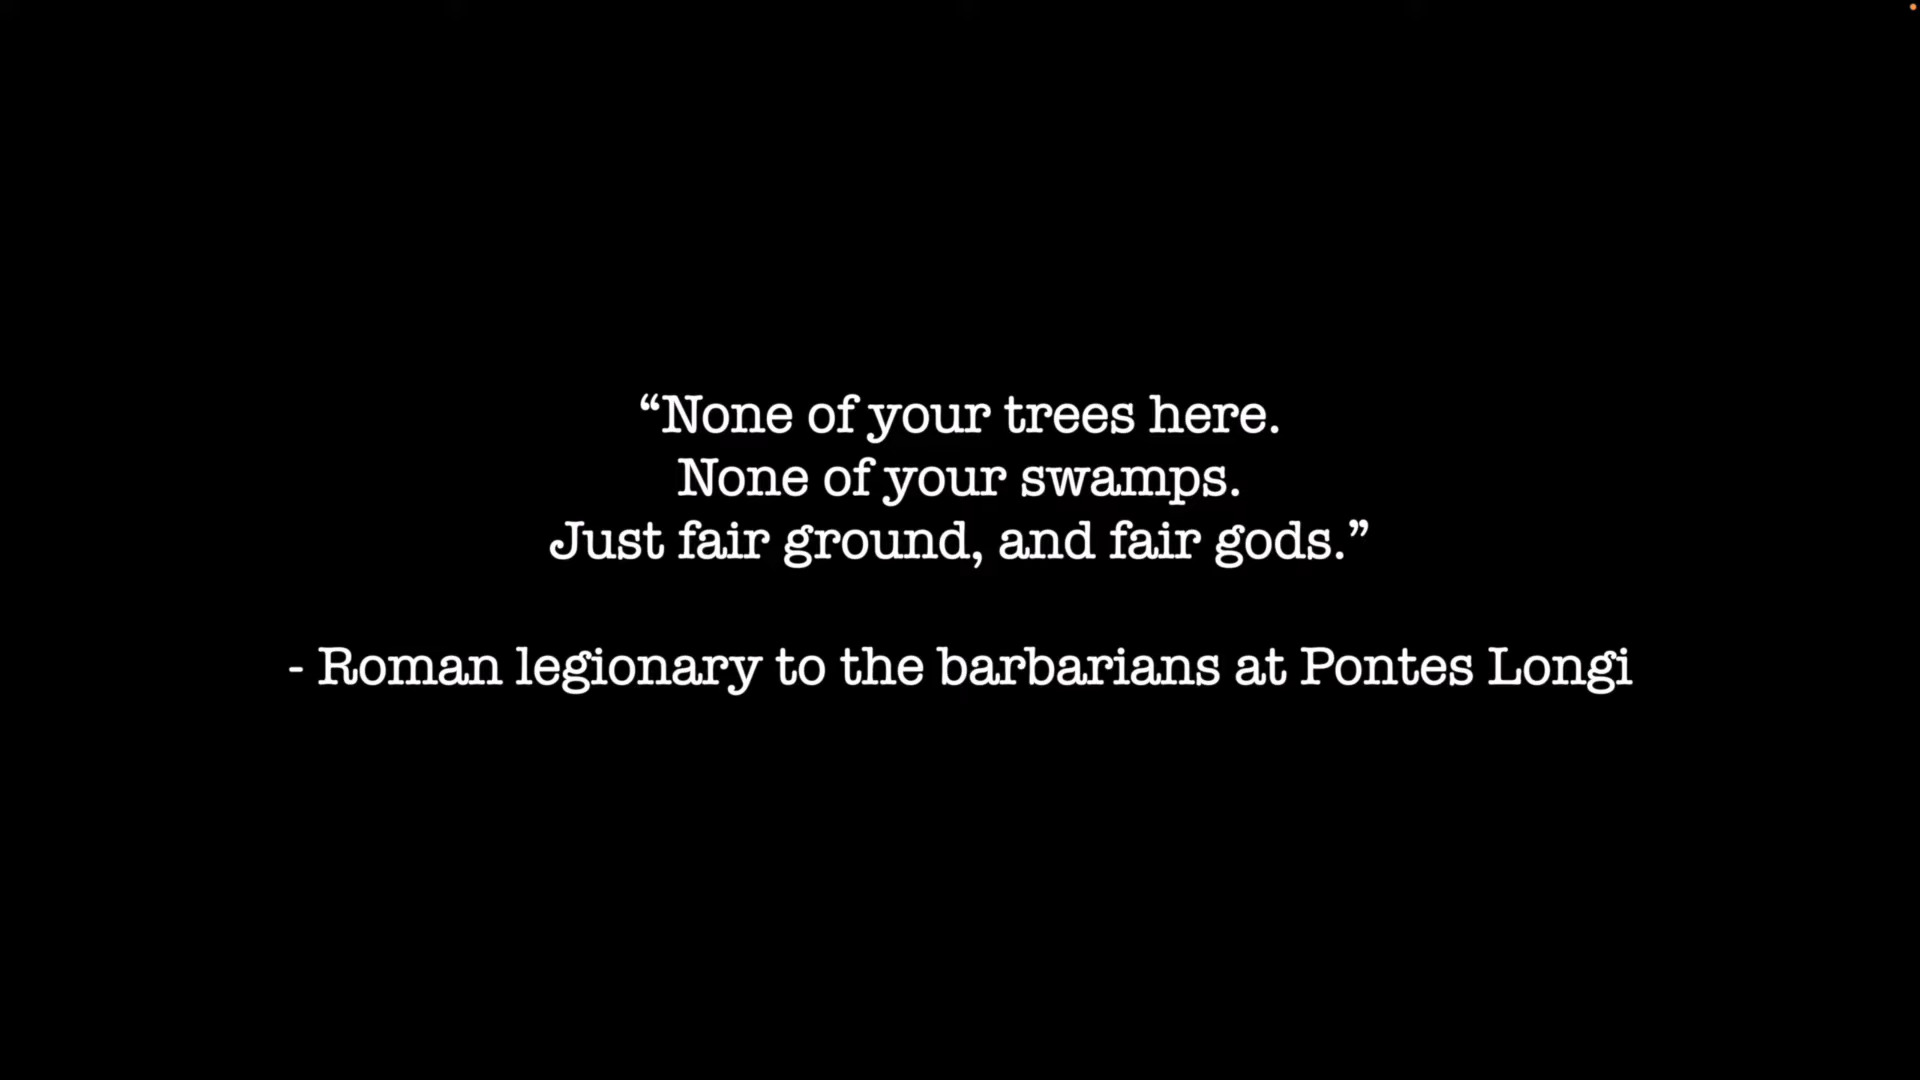 “None of your trees here.
None of your swamps.
Just fair ground, and fair gods.”
- Roman legionary to the barbarians at Pontes Longi